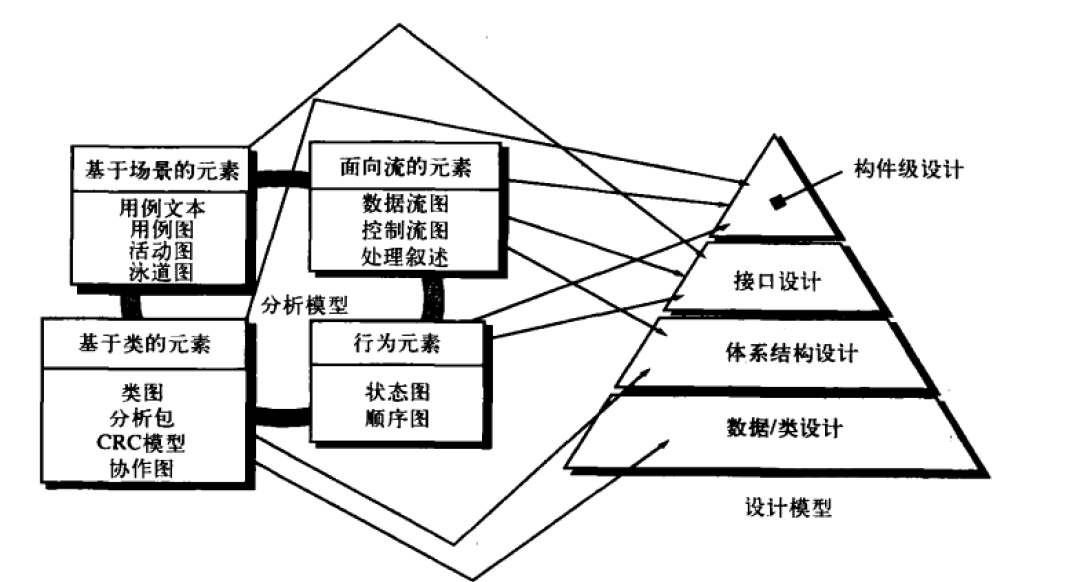 基于场景的元素
用例文本
用例图
活动图
泳道图
面向流的元素
数据流图
控制流图
处理叙述
分析模型
基于类的元素
类图
分析包
CRC模型
协作图
行为元素
状态图
顺序图
构件级设计
接口设计
体系结构设计
数据/类设计
设计模型